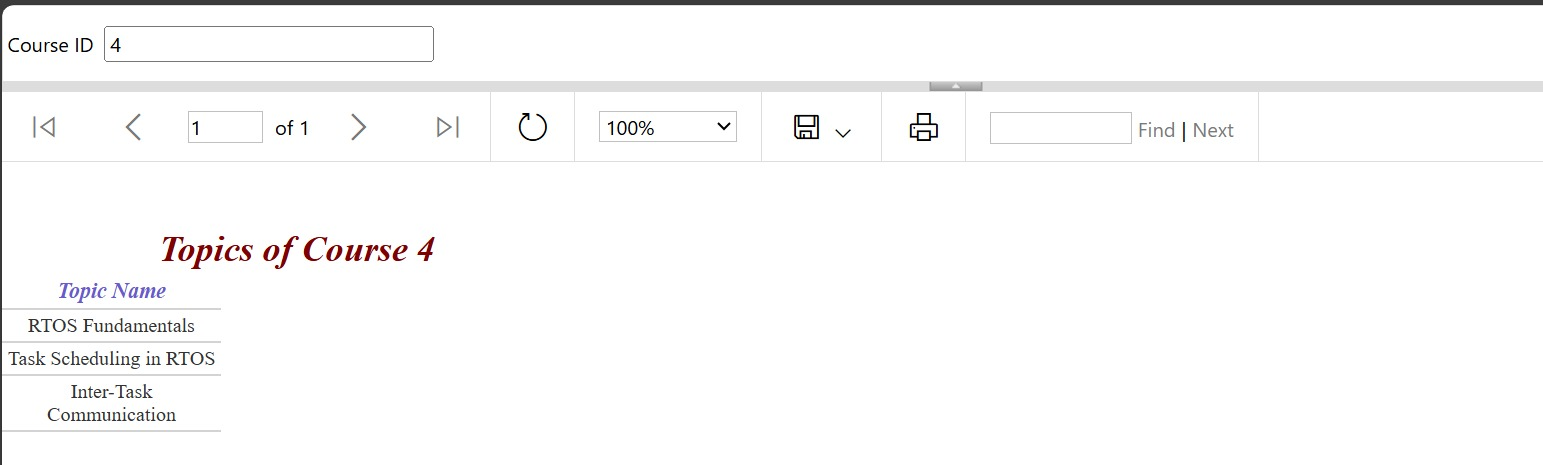 Course ID 4
1 of 1 100% Find | Next
Topics of Course 4
Topic Name
RTOS Fundamentals
Task Scheduling in RTOS
Inter-Task
Communication